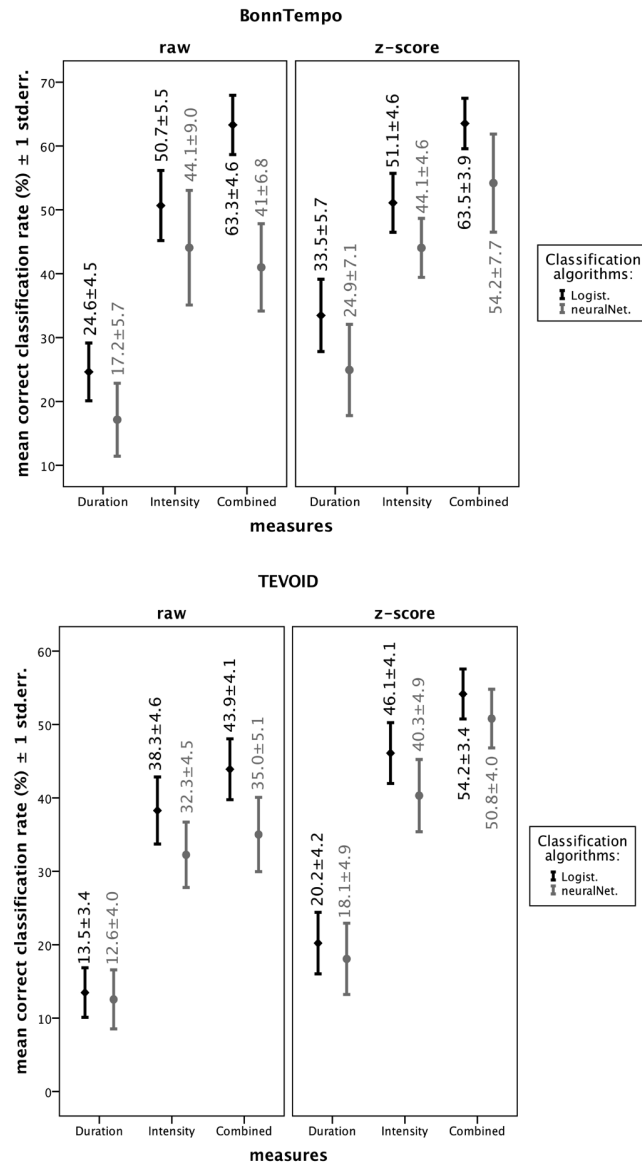 BonnTempo
raw
z-score
mean correct classification rate (%) ± 1 std.err.
70
60
50
40
30
20
10
24.6±4.5
17.2±5.7
50.7±5.5
44.1±9.0
63.3±4.6
41±6.8
33.5±5.7
24.9±7.1
51.1±4.6
44.1±4.6
63.5±3.9
54.2±7.7
Duration
Intensity
Combined
Duration
Intensity
Combined
measures
Classification
algorithms:
Logist.
neuralNet.
TEVOID
raw
z-score
mean correct classification rate (%) ± 1 std.err.
60
50
40
30
20
10
0
13.5±3.4
12.6±4.0
38.3±4.6
32.3±4.5
43.9±4.1
35.0±5.1
20.2±4.2
18.1±4.9
46.1±4.1
40.3±4.9
54.2±3.4
50.8±4.0
Duration
Intensity
Combined
Duration
Intensity
Combined
measures
Classification
algorithms:
Logist.
neuralNet.